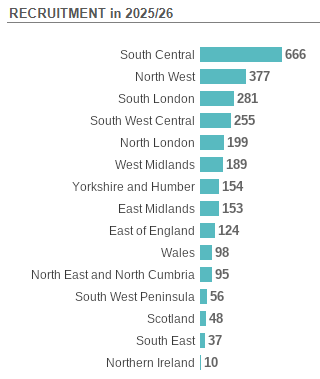 RECRUITMENT in 2025/26
South Central 666
North West 377
South London 281
South West Central 255
North London 199
West Midlands 189
Yorkshire and Humber 154
East Midlands 153
East of England 124
Wales 98
North East and North Cumbria 95
South West Peninsula 56
Scotland 48
South East 37
Northern Ireland 10